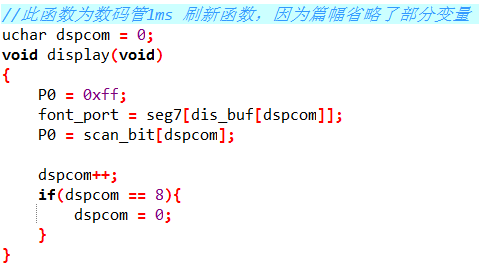 //此函数为数码管1ms 刷新函数，因为篇幅省略了部分变量
uchar dspcom = 0;
void display(void)
{
    P0 = 0xff;
    font_port = seg7[dis_buf[dspcom]];
    P0 = scan_bit[dspcom];

    dspcom++;
    if(dspcom == 8){
        dspcom = 0;
    }
}